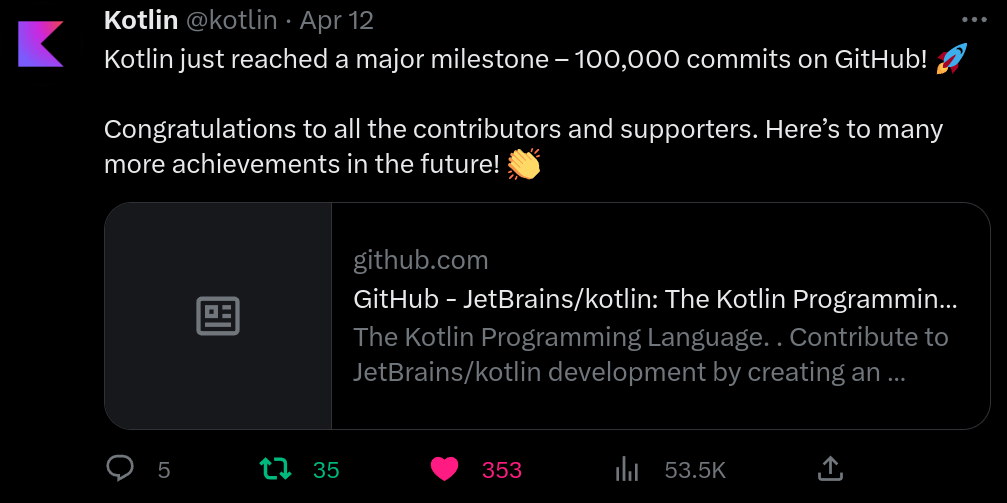 Kotlin @kotlin · Apr 12
Kotlin just reached a major milestone – 100,000 commits on GitHub! 🚀
Congratulations to all the contributors and supporters. Here’s to many
more achievements in the future! 👏
github.com
GitHub - JetBrains/kotlin: The Kotlin Programmin...
The Kotlin Programming Language. . Contribute to
JetBrains/kotlin development by creating an ...
5 35 353 53.5K